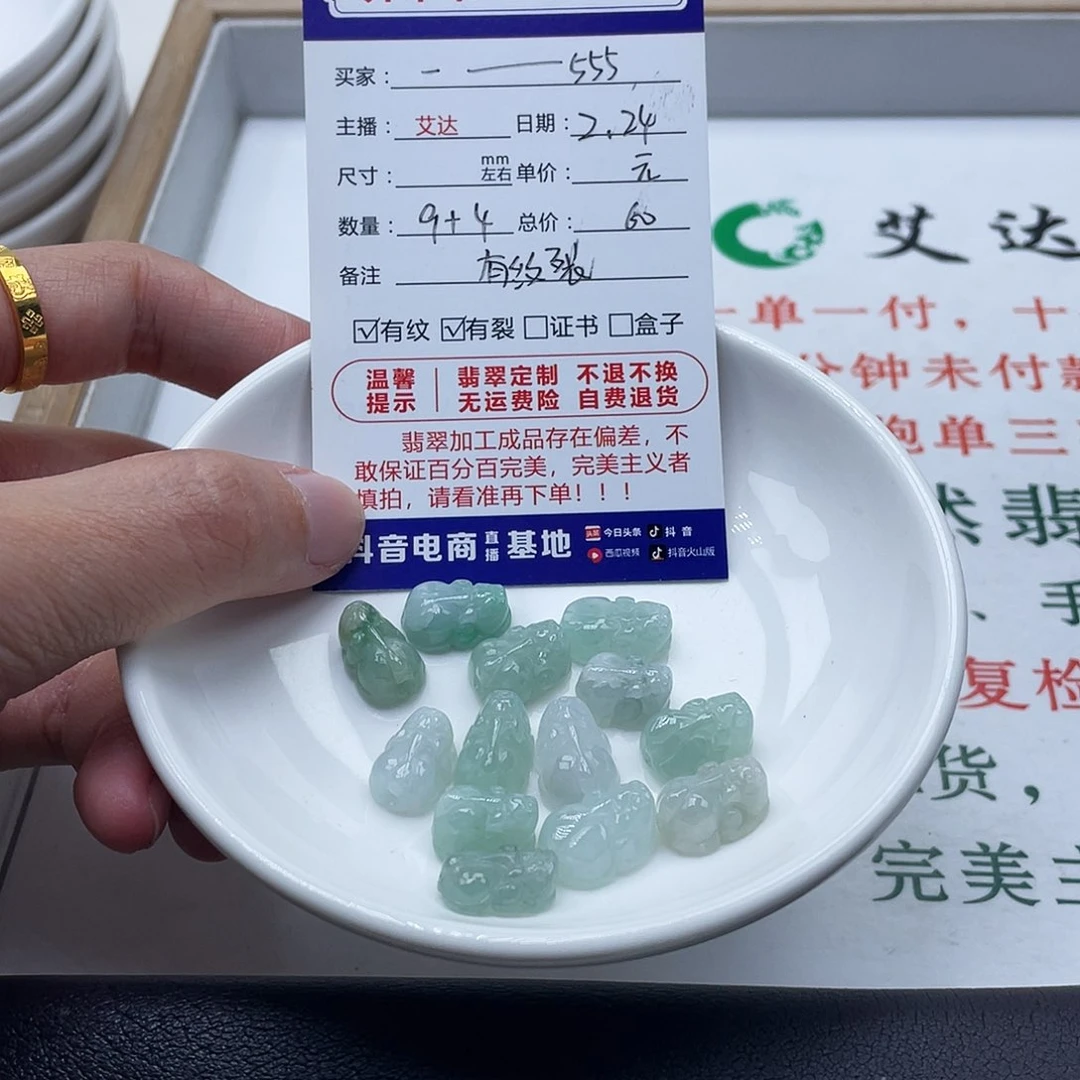 买家： 一 —— 555
主播： 艾达 日期： 2.24
尺寸： mm左右 单价： 元
数量： 9+4 总价： 60
备注 有纹裂
☑有纹 ☑有裂 □证书 □盒子
温馨提示 翡翠定制 不退不换
无运费险 自费退货
翡翠加工成品存在偏差，不
敢保证百分百完美，完美主义者
慎拍，请看准再下单！！！
抖音电商 直播 基地 头条 今日头条 抖音
西瓜视频 抖音火山版
艾达
一单一付，十
分钟未付款
跑单三
然翡
、手
复检
货，
完美主